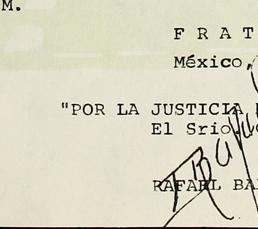 M.
F R A T
México,
"POR LA JUSTICIA
El Srio.
RAFAEL BA